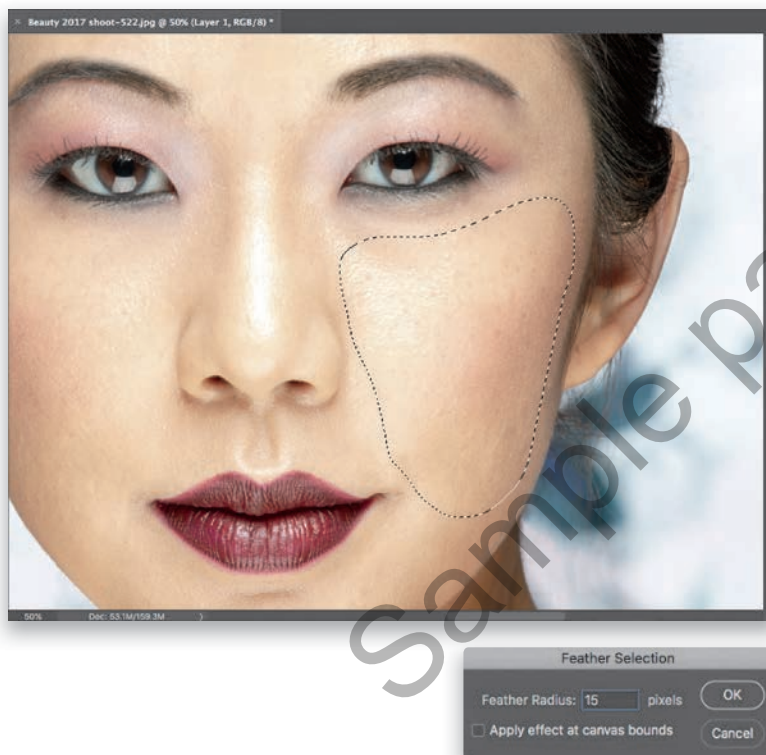 × Beauty 2017 shoot-522.jpg @ 50% (Layer 1, RGB/8) *
50% Doc: 53.1M/159.3M >
Sample pa
Feather Selection
Feather Radius: 15 pixels OK
Apply effect at canvas bounds Cancel